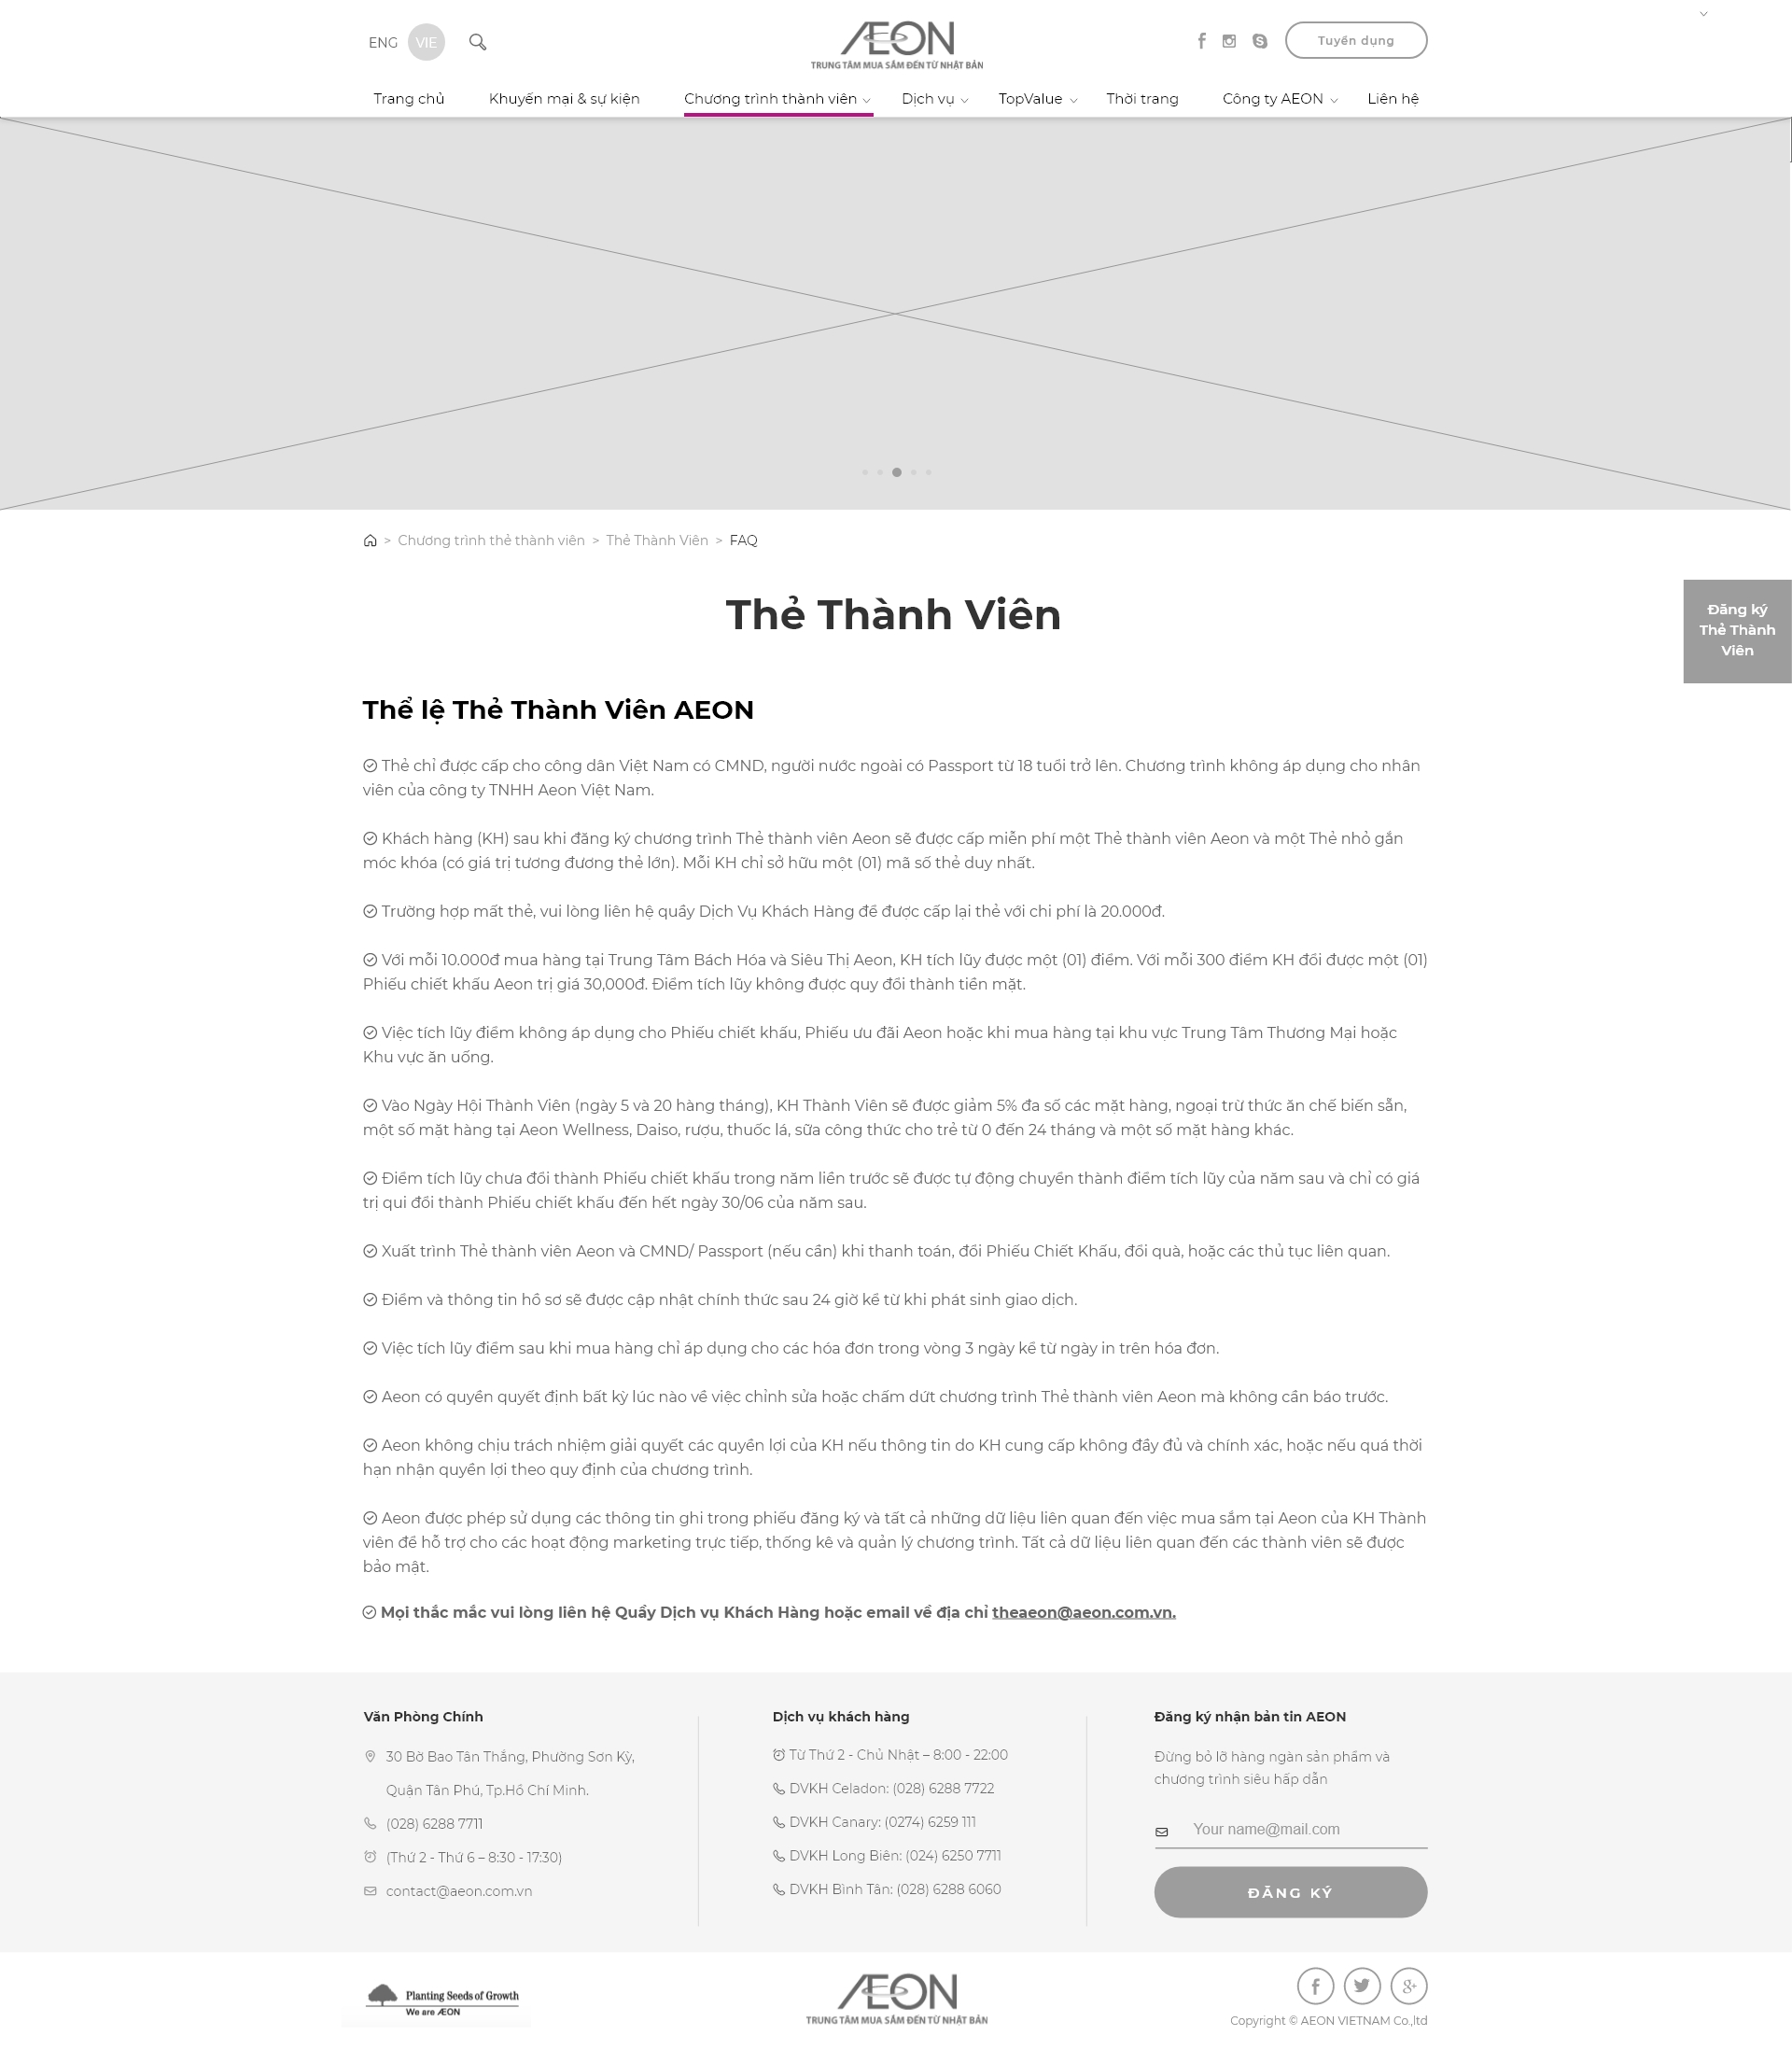 ENG VIE
ÆON
TRUNG TÂM MUA SẮM ĐẾN TỪ NHẬT BẢN
Tuyển dụng
Trang chủ Khuyến mại & sự kiện Chương trình thành viên Dịch vụ TopValue Thời trang Công ty AEON Liên hệ
> Chương trình thẻ thành viên > Thẻ Thành Viên > FAQ
Thẻ Thành Viên
Đăng ký
Thẻ Thành
Viên
Thể lệ Thẻ Thành Viên AEON
Thẻ chỉ được cấp cho công dân Việt Nam có CMND, người nước ngoài có Passport từ 18 tuổi trở lên. Chương trình không áp dụng cho nhân
viên của công ty TNHH Aeon Việt Nam.
Khách hàng (KH) sau khi đăng ký chương trình Thẻ thành viên Aeon sẽ được cấp miễn phí một Thẻ thành viên Aeon và một Thẻ nhỏ gắn
móc khóa (có giá trị tương đương thẻ lớn). Mỗi KH chỉ sở hữu một (01) mã số thẻ duy nhất.
Trường hợp mất thẻ, vui lòng liên hệ quầy Dịch Vụ Khách Hàng để được cấp lại thẻ với chi phí là 20.000đ.
Với mỗi 10.000đ mua hàng tại Trung Tâm Bách Hóa và Siêu Thị Aeon, KH tích lũy được một (01) điểm. Với mỗi 300 điểm KH đổi được một (01)
Phiếu chiết khấu Aeon trị giá 30,000đ. Điểm tích lũy không được quy đổi thành tiền mặt.
Việc tích lũy điểm không áp dụng cho Phiếu chiết khấu, Phiếu ưu đãi Aeon hoặc khi mua hàng tại khu vực Trung Tâm Thương Mại hoặc
Khu vực ăn uống.
Vào Ngày Hội Thành Viên (ngày 5 và 20 hàng tháng), KH Thành Viên sẽ được giảm 5% đa số các mặt hàng, ngoại trừ thức ăn chế biến sẵn,
một số mặt hàng tại Aeon Wellness, Daiso, rượu, thuốc lá, sữa công thức cho trẻ từ 0 đến 24 tháng và một số mặt hàng khác.
Điểm tích lũy chưa đổi thành Phiếu chiết khấu trong năm liền trước sẽ được tự động chuyển thành điểm tích lũy của năm sau và chỉ có giá
trị qui đổi thành Phiếu chiết khấu đến hết ngày 30/06 của năm sau.
Xuất trình Thẻ thành viên Aeon và CMND/ Passport (nếu cần) khi thanh toán, đổi Phiếu Chiết Khấu, đổi quà, hoặc các thủ tục liên quan.
Điểm và thông tin hồ sơ sẽ được cập nhật chính thức sau 24 giờ kể từ khi phát sinh giao dịch.
Việc tích lũy điểm sau khi mua hàng chỉ áp dụng cho các hóa đơn trong vòng 3 ngày kể từ ngày in trên hóa đơn.
Aeon có quyền quyết định bất kỳ lúc nào về việc chỉnh sửa hoặc chấm dứt chương trình Thẻ thành viên Aeon mà không cần báo trước.
Aeon không chịu trách nhiệm giải quyết các quyền lợi của KH nếu thông tin do KH cung cấp không đầy đủ và chính xác, hoặc nếu quá thời
hạn nhận quyền lợi theo quy định của chương trình.
Aeon được phép sử dụng các thông tin ghi trong phiếu đăng ký và tất cả những dữ liệu liên quan đến việc mua sắm tại Aeon của KH Thành
viên để hỗ trợ cho các hoạt động marketing trực tiếp, thống kê và quản lý chương trình. Tất cả dữ liệu liên quan đến các thành viên sẽ được
bảo mật.
Mọi thắc mắc vui lòng liên hệ Quầy Dịch vụ Khách Hàng hoặc email về địa chỉ theaeon@aeon.com.vn.
Văn Phòng Chính
30 Bờ Bao Tân Thắng, Phường Sơn Kỳ,
Quận Tân Phú, Tp.Hồ Chí Minh.
(028) 6288 7711
(Thứ 2 - Thứ 6 – 8:30 - 17:30)
contact@aeon.com.vn
Dịch vụ khách hàng
Từ Thứ 2 - Chủ Nhật – 8:00 - 22:00
DVKH Celadon: (028) 6288 7722
DVKH Canary: (0274) 6259 111
DVKH Long Biên: (024) 6250 7711
DVKH Bình Tân: (028) 6288 6060
Đăng ký nhận bản tin AEON
Đừng bỏ lỡ hàng ngàn sản phẩm và
chương trình siêu hấp dẫn
Your name@mail.com
ĐĂNG KÝ
Planting Seeds of Growth
We are ÆON
ÆON
TRUNG TÂM MUA SẮM ĐẾN TỪ NHẬT BẢN
Copyright © AEON VIETNAM Co.,ltd